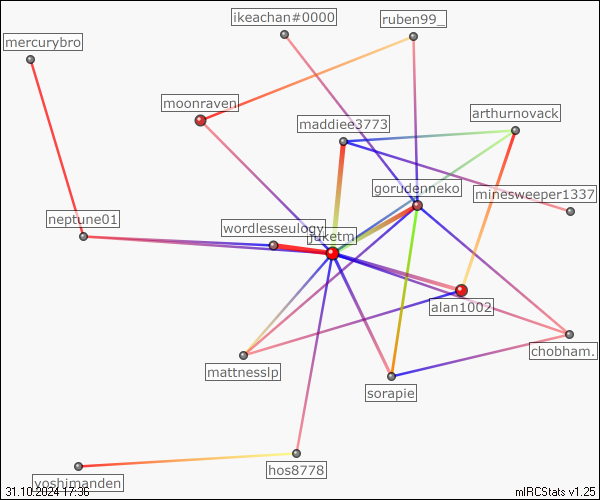 ikeachan#0000
ruben99_
mercurybro
moonraven
arthurnovack
maddiee3773
gorudenneko
minesweeper1337
neptune01
wordlesseulogy
juketm
alan1002
chobham.
mattnesslp
sorapie
hos8778
yoshimanden
31.10.2024 17:36
mIRCStats v1.25